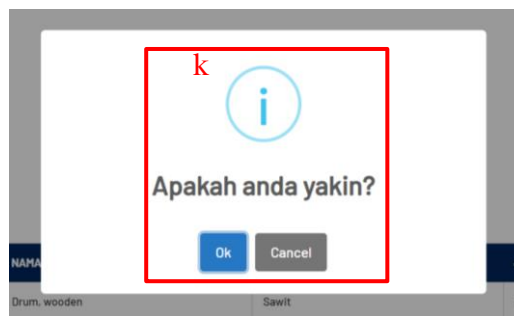 k
i
Apakah anda yakin?
Ok Cancel
NAMA
Drum, wooden Sawit